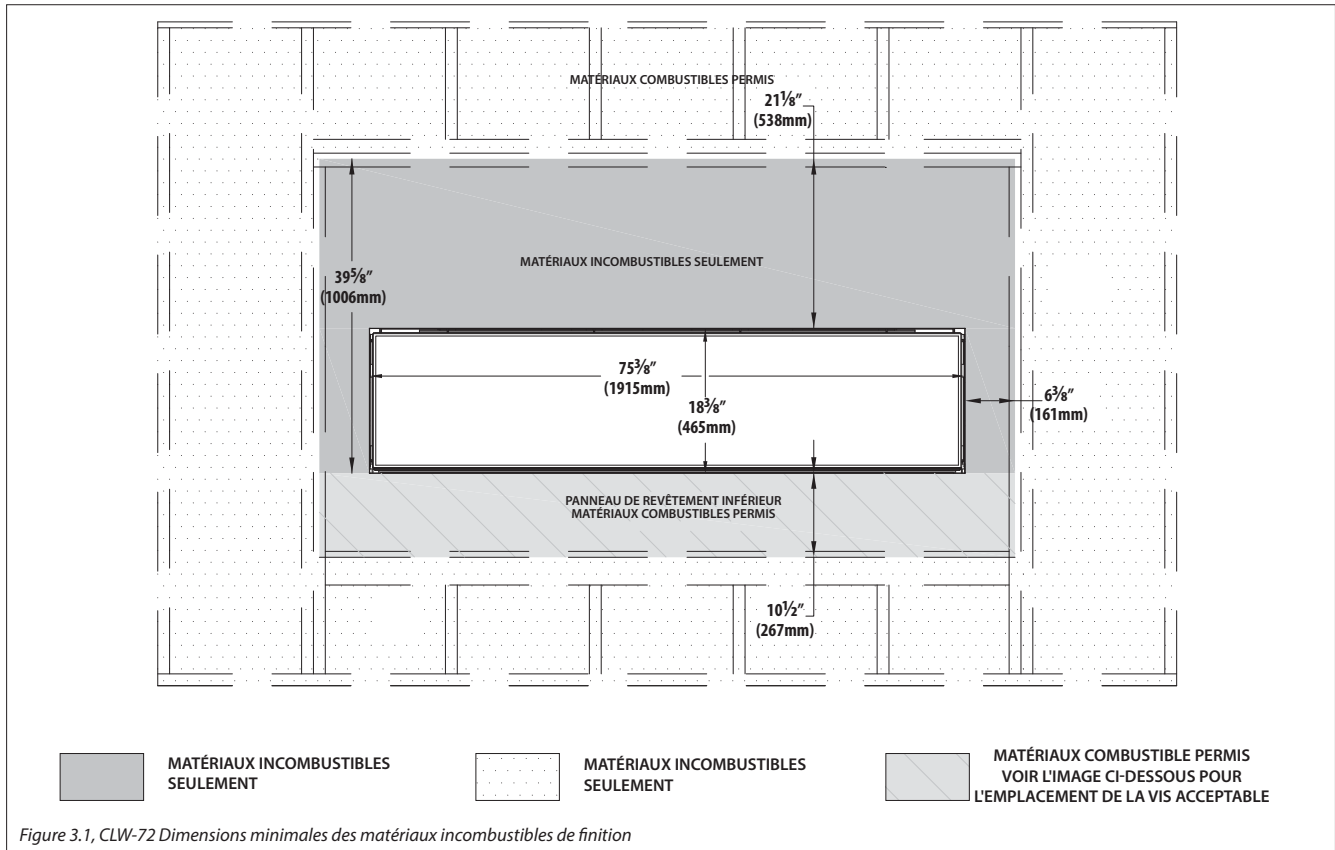 MATÉRIAUX COMBUSTIBLES PERMIS
21⅛"
(538mm)
MATÉRIAUX INCOMBUSTIBLES SEULEMENT
39⅝"
(1006mm)
75⅜"
(1915mm)
18⅜"
(465mm)
6⅜"
(161mm)
PANNEAU DE REVÊTEMENT INFÉRIEUR
MATÉRIAUX COMBUSTIBLES PERMIS
10½"
(267mm)
MATÉRIAUX INCOMBUSTIBLES
SEULEMENT
MATÉRIAUX INCOMBUSTIBLES
SEULEMENT
MATÉRIAUX COMBUSTIBLE PERMIS
VOIR L'IMAGE CI-DESSOUS POUR
L'EMPLACEMENT DE LA VIS ACCEPTABLE
Figure 3.1, CLW-72 Dimensions minimales des matériaux incombustibles de finition